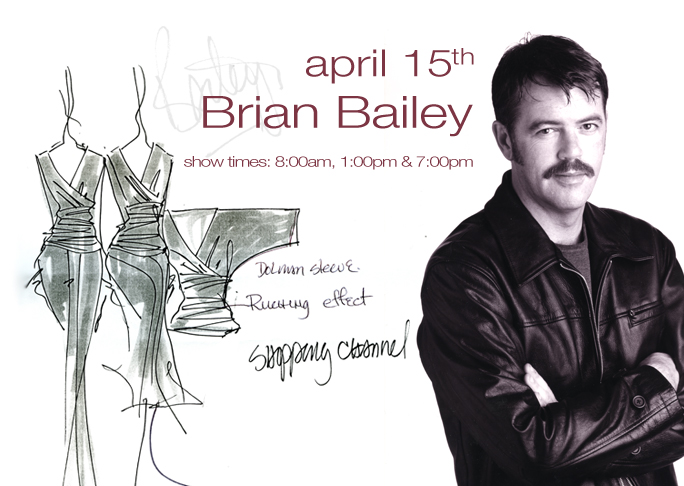 april 15th
Brian Bailey
show times: 8:00am, 1:00pm & 7:00pm
Dolman sleeve
Ruching effect
Shopping Channel